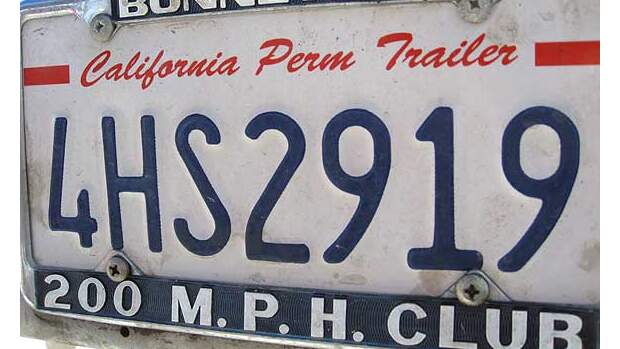 California Perm Trailer
4HS2919
200 M.P.H. CLUB